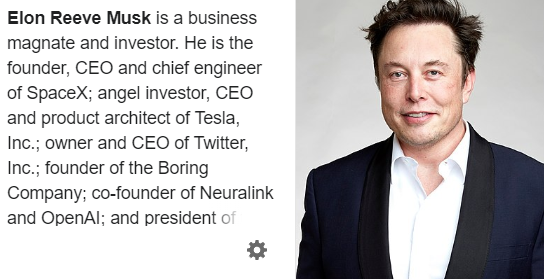 Elon Reeve Musk is a business
magnate and investor. He is the
founder, CEO and chief engineer
of SpaceX; angel investor, CEO
and product architect of Tesla,
Inc.; owner and CEO of Twitter,
Inc.; founder of the Boring
Company; co-founder of Neuralink
and OpenAI; and president of